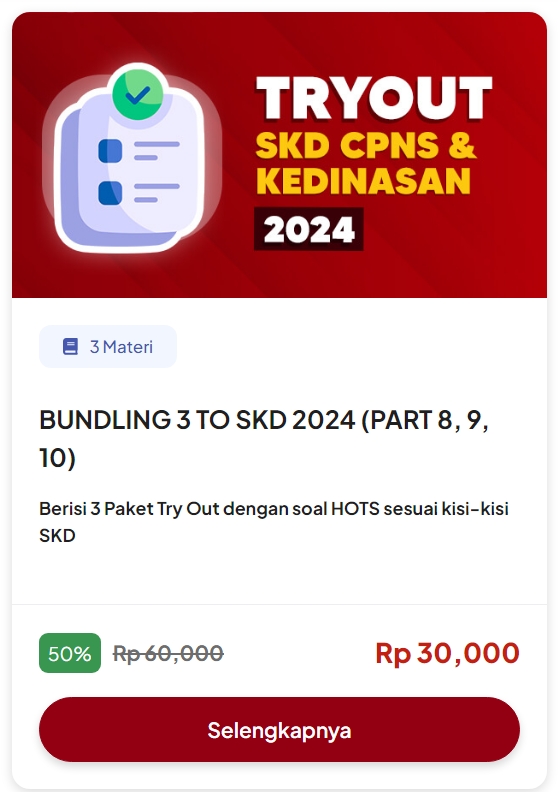 TRYOUT
SKD CPNS &
KEDINASAN
2024
3 Materi
BUNDLING 3 TO SKD 2024 (PART 8, 9,
10)
Berisi 3 Paket Try Out dengan soal HOTS sesuai kisi-kisi
SKD
50% Rp 60,000 Rp 30,000
Selengkapnya